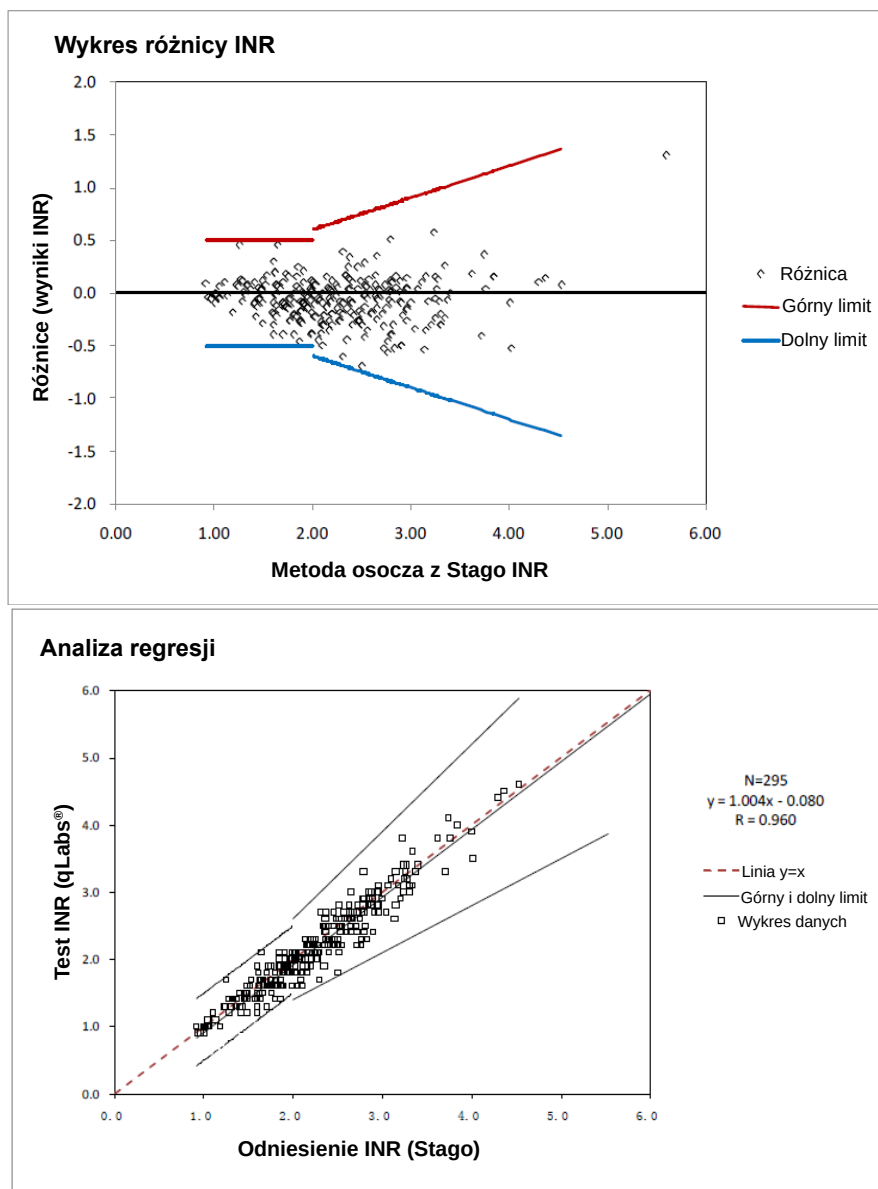 Wykres różnicy INR
2.0
1.5
1.0
0.5
0.0
-0.5
-1.0
-1.5
-2.0
0.00 1.00 2.00 3.00 4.00 5.00 6.00
Różnice (wyniki INR)
Metoda osocza z Stago INR
Różnica
Górny limit
Dolny limit
Analiza regresji
6.0
5.0
4.0
3.0
2.0
1.0
0.0
0.0 1.0 2.0 3.0 4.0 5.0 6.0
Test INR (qLabs®)
Odniesienie INR (Stago)
N=295
y = 1.004x - 0.080
R = 0.960
Linia y=x
Górny i dolny limit
Wykres danych